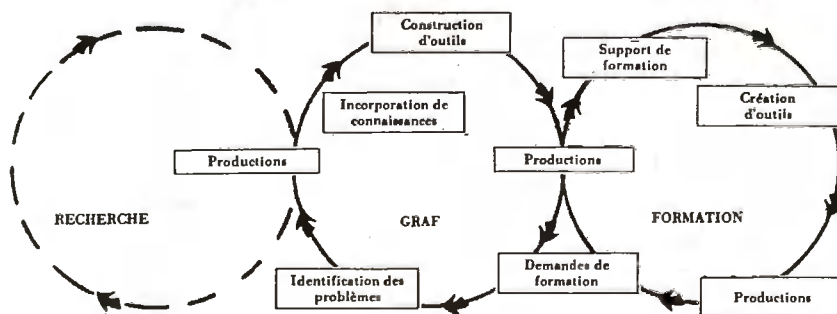 Construction
d'outils
Support de
formation
Création
d'outils
Incorporation de
connaissances
Productions
Productions
RECHERCHE
GRAF
FORMATION
Identification des
problèmes
Demandes de
formation
Productions